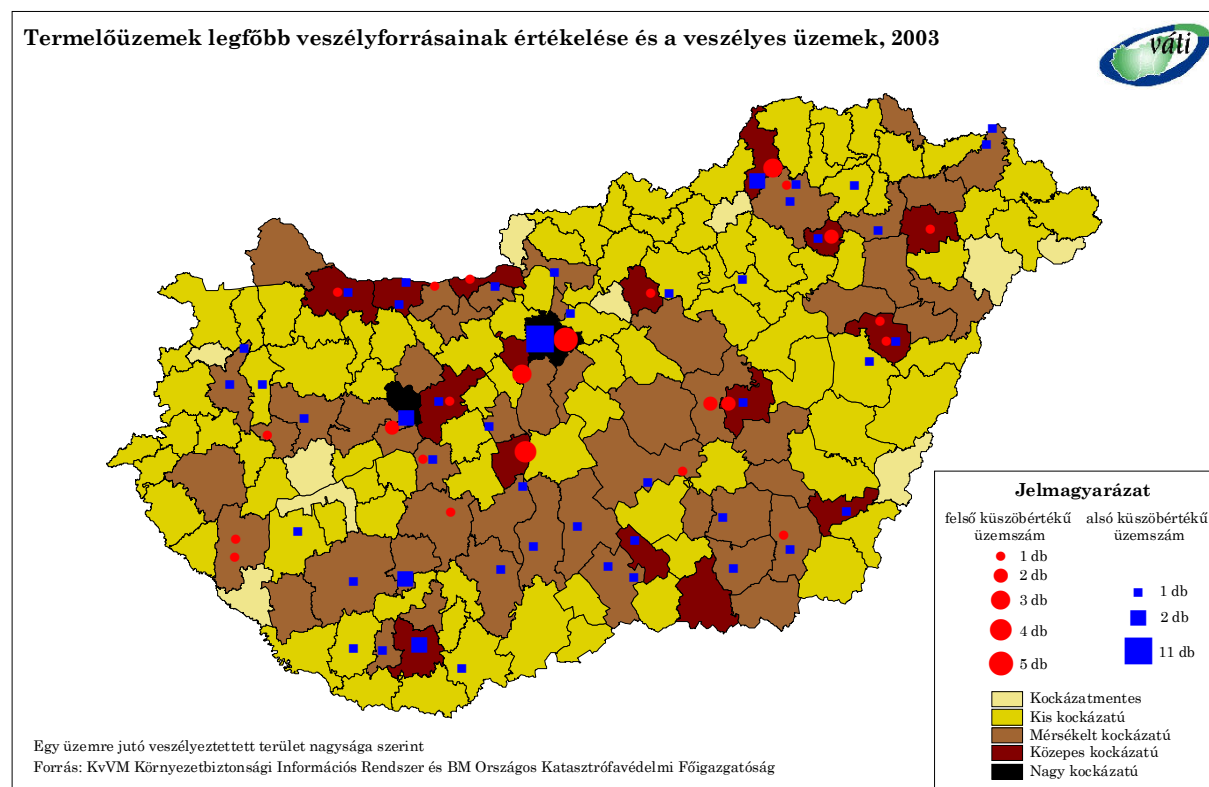 Termelőüzemek legfőbb veszélyforrásainak értékelése és a veszélyes üzemek, 2003
váti
Jelmagyarázat
felső küszöbértékű
üzemszám
1 db
2 db
3 db
4 db
5 db
alsó küszöbértékű
üzemszám
1 db
2 db
11 db
Kockázatmentes
Kis kockázatú
Mérsékelt kockázatú
Közepes kockázatú
Nagy kockázatú
Egy üzemre jutó veszélyeztettett terület nagysága szerint
Forrás: KvVM Környezetbiztonsági Információs Rendszer és BM Országos Katasztrófavédelmi Főigazgatóság